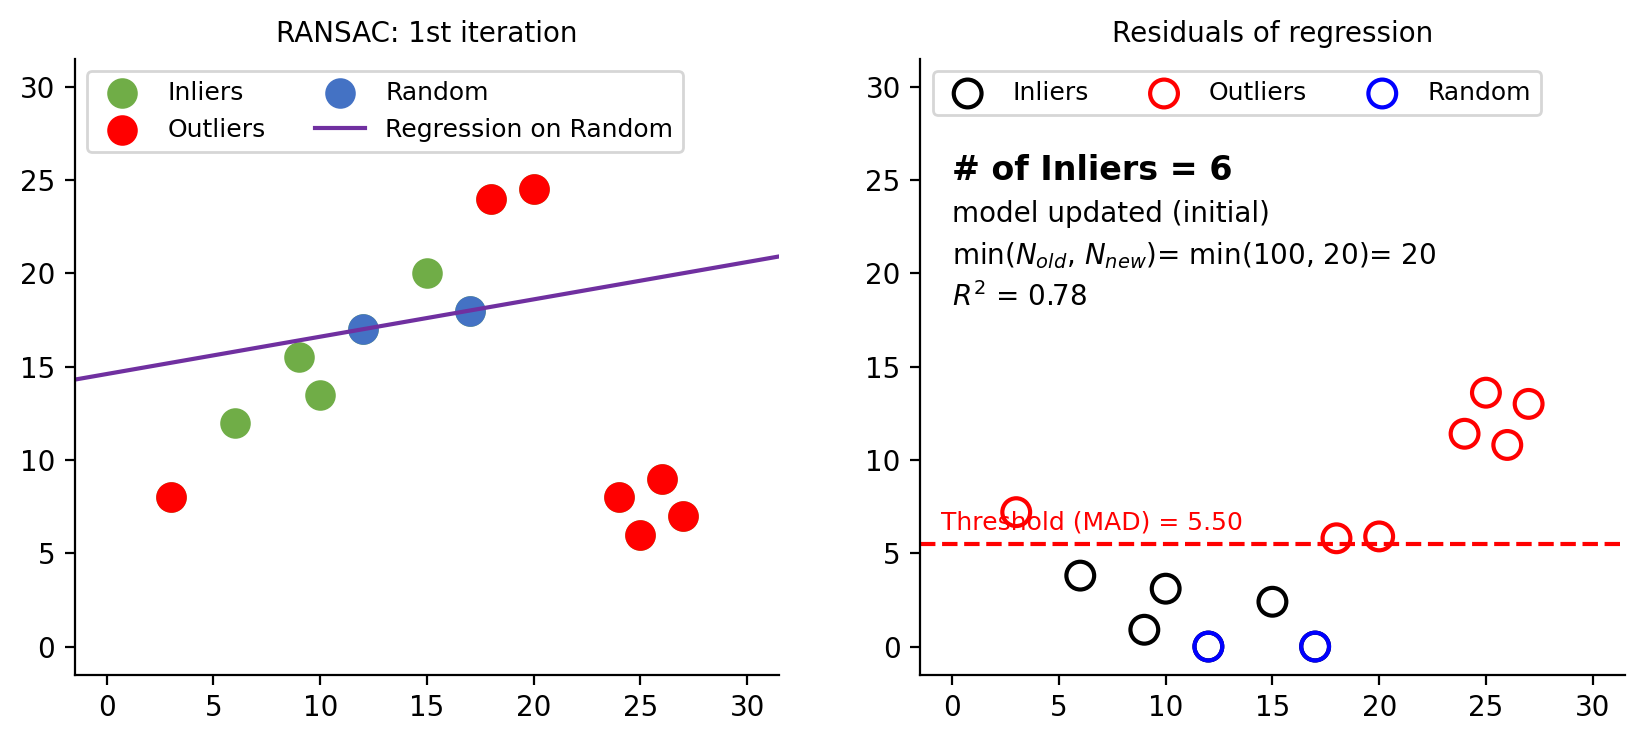 RANSAC: 1st iteration
Inliers
Outliers
Random
Regression on Random
30
25
20
15
10
5
0
0 5 10 15 20 25 30
Residuals of regression
Inliers Outliers Random
# of Inliers = 6
model updated (initial)
min(N_old, N_new)= min(100, 20)= 20
R² = 0.78
Threshold (MAD) = 5.50
30
25
20
15
10
5
0
0 5 10 15 20 25 30